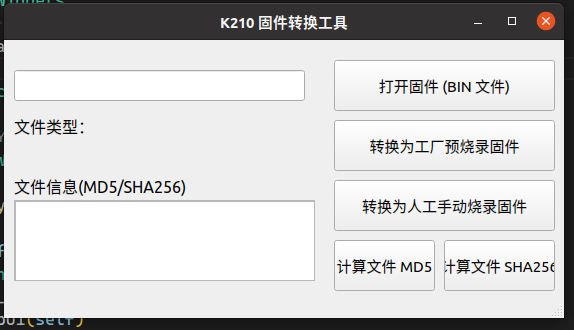 K210 固件转换工具
打开固件 (BIN 文件)
文件类型：
转换为工厂预烧录固件
文件信息(MD5/SHA256)
转换为人工手动烧录固件
计算文件 MD5
计算文件 SHA256
(self)